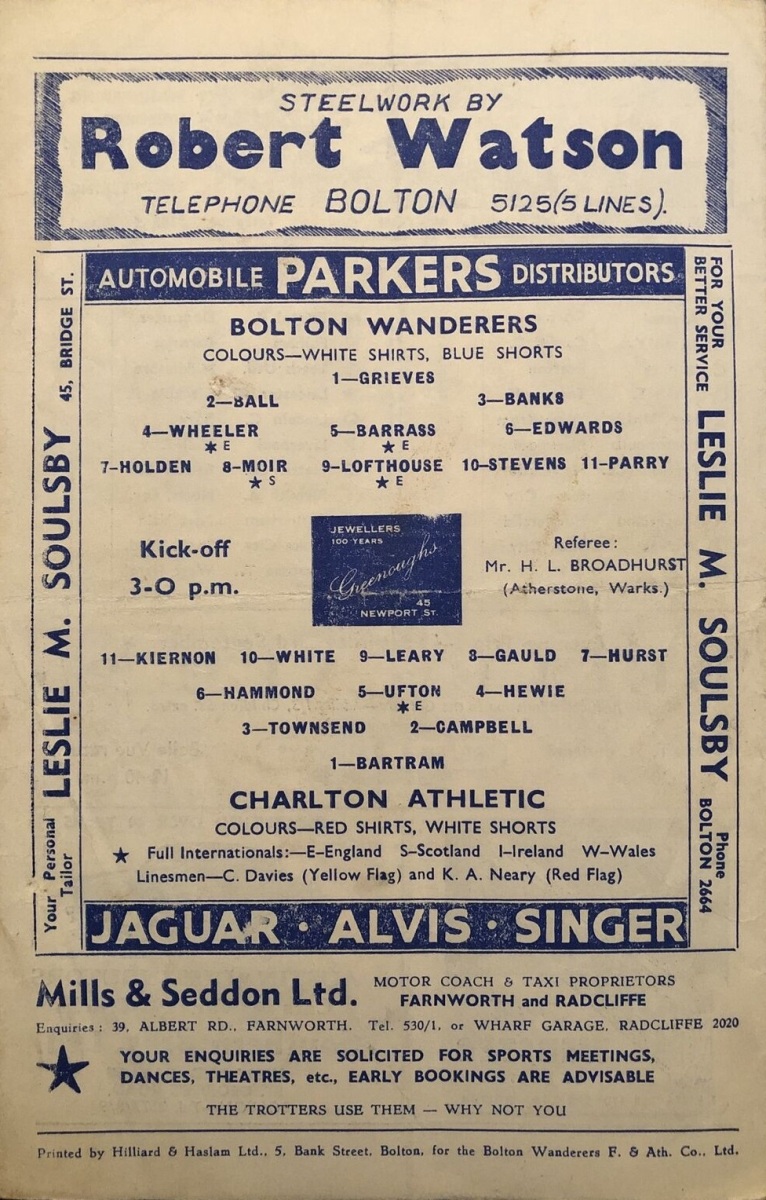 STEELWORK BY
Robert Watson
TELEPHONE BOLTON 5125 (5 LINES).
AUTOMOBILE PARKERS DISTRIBUTORS
Your Personal Tailor LESLIE M. SOULSBY 45, BRIDGE ST.
FOR YOUR BETTER SERVICE LESLIE M. SOULSBY Phone BOLTON 2664
BOLTON WANDERERS
COLOURS—WHITE SHIRTS, BLUE SHORTS
1—GRIEVES
2—BALL 3—BANKS
4—WHEELER 5—BARRASS 6—EDWARDS
★ E ★ E
7-HOLDEN 8-MOIR 9-LOFTHOUSE 10-STEVENS 11-PARRY
★ S ★ E
Kick-off
3-0 p.m.
JEWELLERS
100 YEARS
Greenoughs
45
NEWPORT ST.
Referee:
Mr. H. L. BROADHURST
(Atherstone, Warks.)
11—KIERNON 10—WHITE 9—LEARY 8—GAULD 7—HURST
6—HAMMOND 5—UFTON 4—HEWIE
★ E
3—TOWNSEND 2—CAMPBELL
1—BARTRAM
CHARLTON ATHLETIC
COLOURS—RED SHIRTS, WHITE SHORTS
★ Full Internationals:—E–England S–Scotland I–Ireland W–Wales
Linesmen—C. Davies (Yellow Flag) and K. A. Neary (Red Flag)
JAGUAR · ALVIS · SINGER
Mills & Seddon Ltd. MOTOR COACH & TAXI PROPRIETORS
FARNWORTH and RADCLIFFE
Enquiries: 39, ALBERT RD., FARNWORTH. Tel. 530/1, or WHARF GARAGE, RADCLIFFE 2020
★ YOUR ENQUIRIES ARE SOLICITED FOR SPORTS MEETINGS,
DANCES, THEATRES, etc., EARLY BOOKINGS ARE ADVISABLE
THE TROTTERS USE THEM — WHY NOT YOU
Printed by Hilliard & Haslam Ltd., 5, Bank Street, Bolton, for the Bolton Wanderers F. & Ath. Co., Ltd.